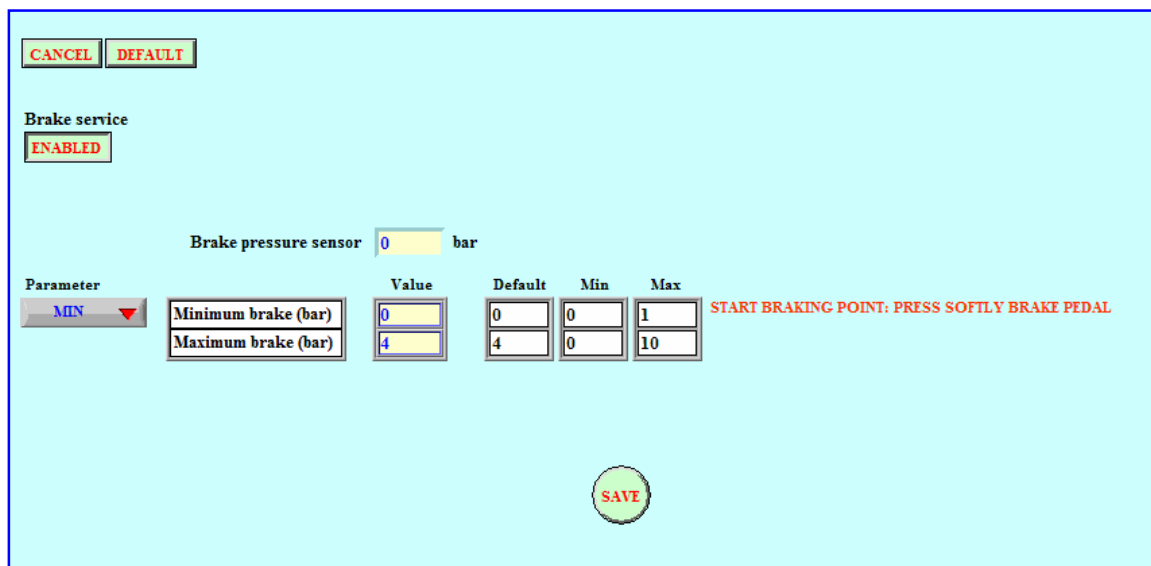 CANCEL DEFAULT
Brake service
ENABLED
Brake pressure sensor 0 bar
Parameter Value Default Min Max
MIN Minimum brake (bar) 0 0 0 1 START BRAKING POINT: PRESS SOFTLY BRAKE PEDAL
Maximum brake (bar) 4 4 0 10
SAVE